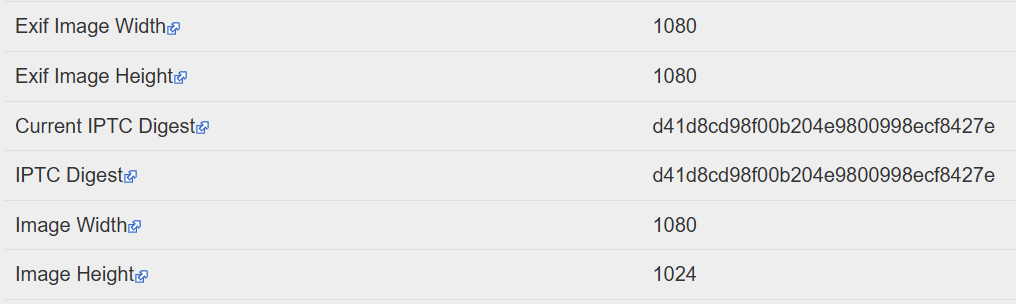 Exif Image Width 1080
Exif Image Height 1080
Current IPTC Digest d41d8cd98f00b204e9800998ecf8427e
IPTC Digest d41d8cd98f00b204e9800998ecf8427e
Image Width 1080
Image Height 1024